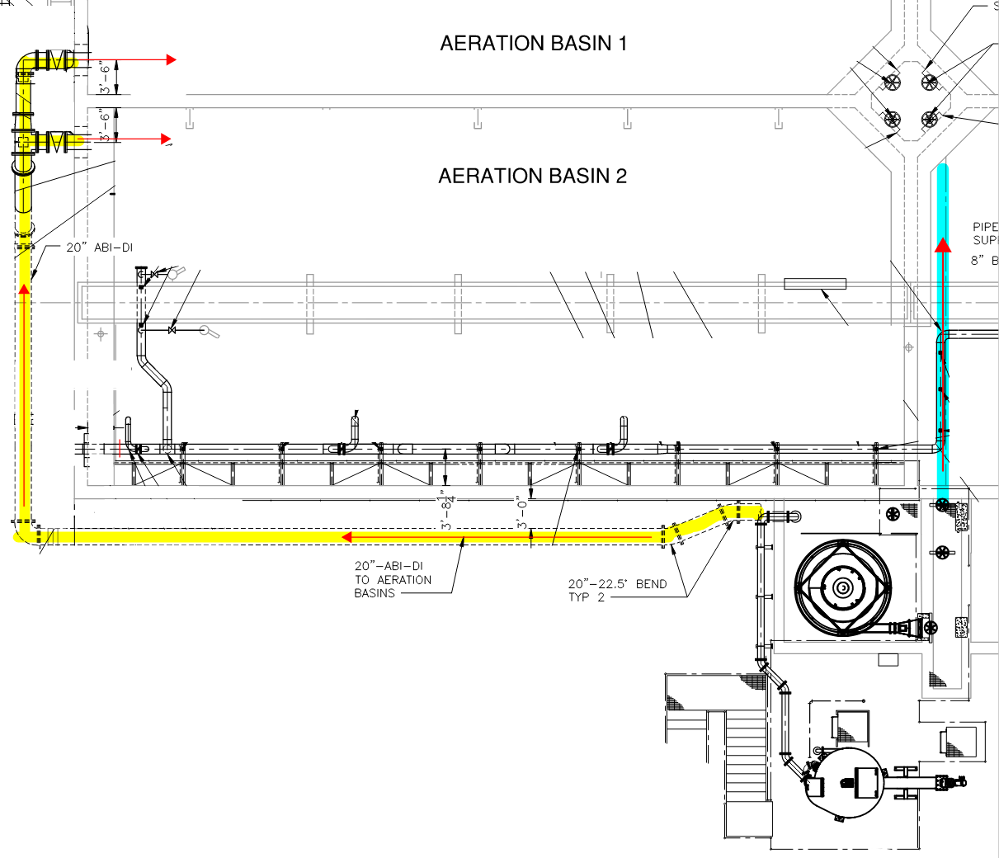 AERATION BASIN 1
3'-6"
3'-6"
AERATION BASIN 2
PIPE
SUP
8" B
20" ABI-DI
3'-8¼"
3'-0"
20"-ABI-DI
TO AERATION
BASINS
20"-22.5° BEND
TYP 2